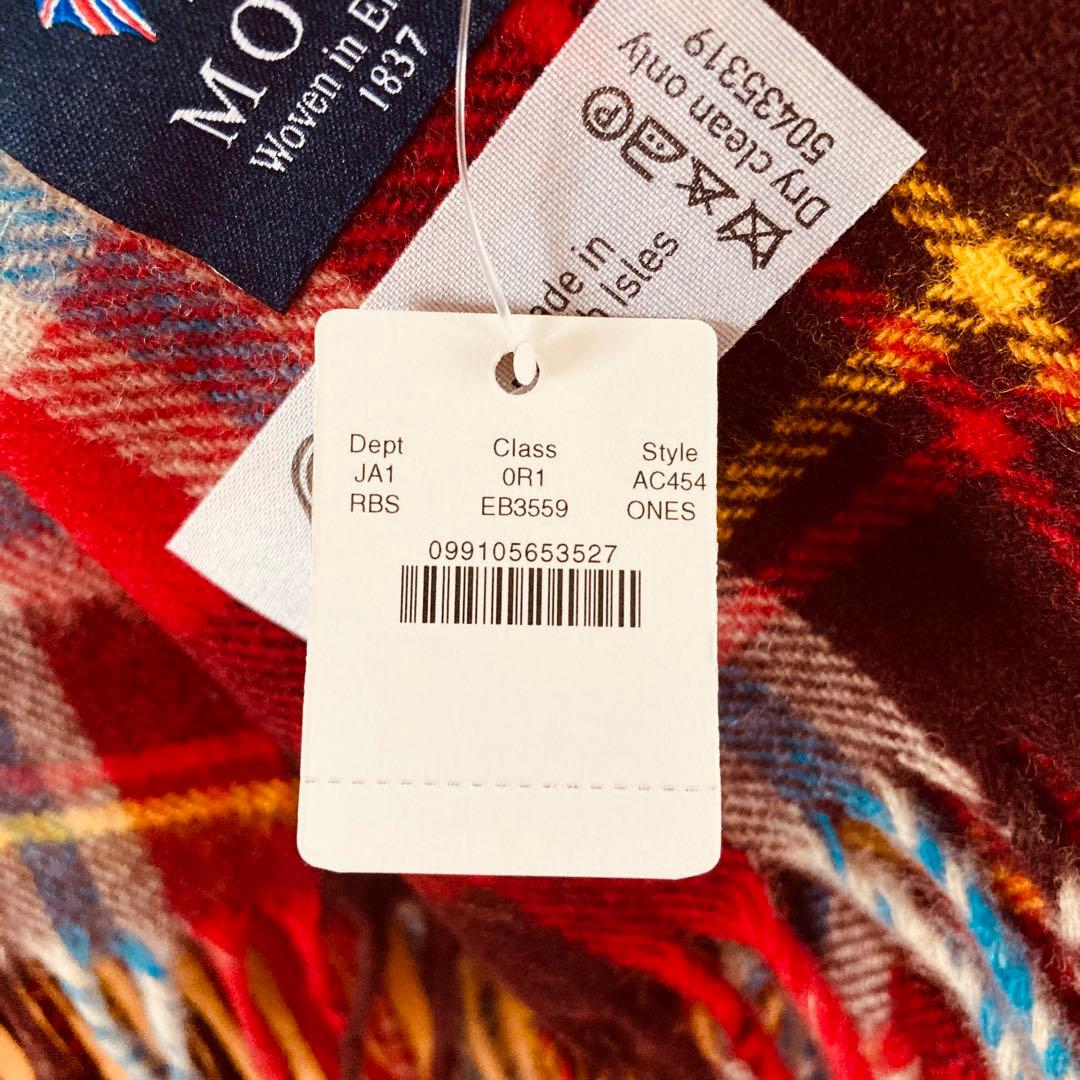 MO
Woven in E
1837
Dry clean only
504353319
P
ade in
Isles
Dept Class Style
JA1 0R1 AC454
RBS EB3559 ONES
099105653527